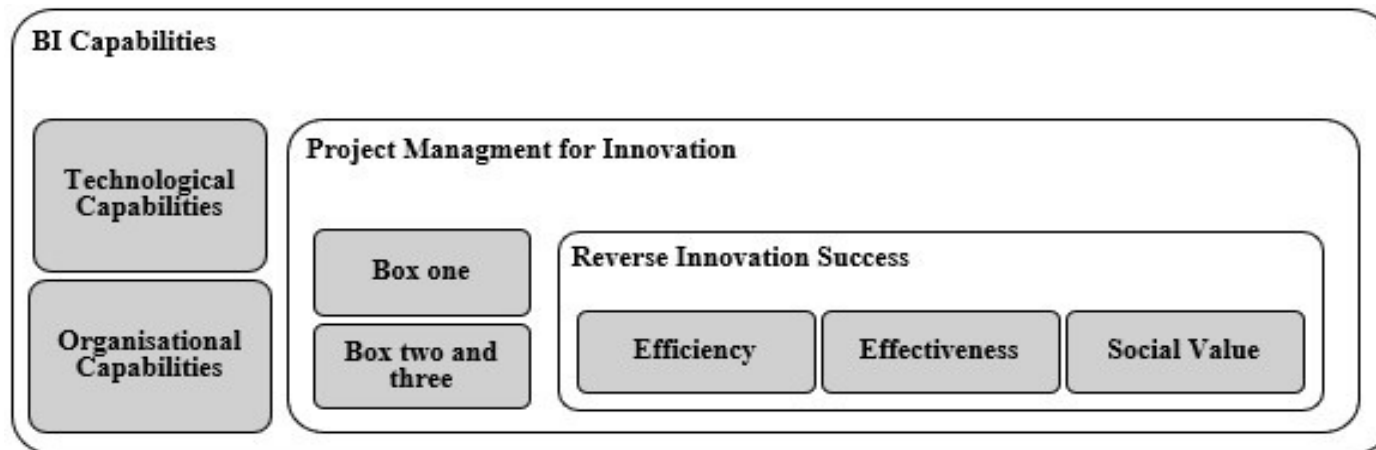 BI Capabilities
Technological
Capabilities
Organisational
Capabilities
Project Managment for Innovation
Box one
Box two and
three
Reverse Innovation Success
Efficiency
Effectiveness
Social Value